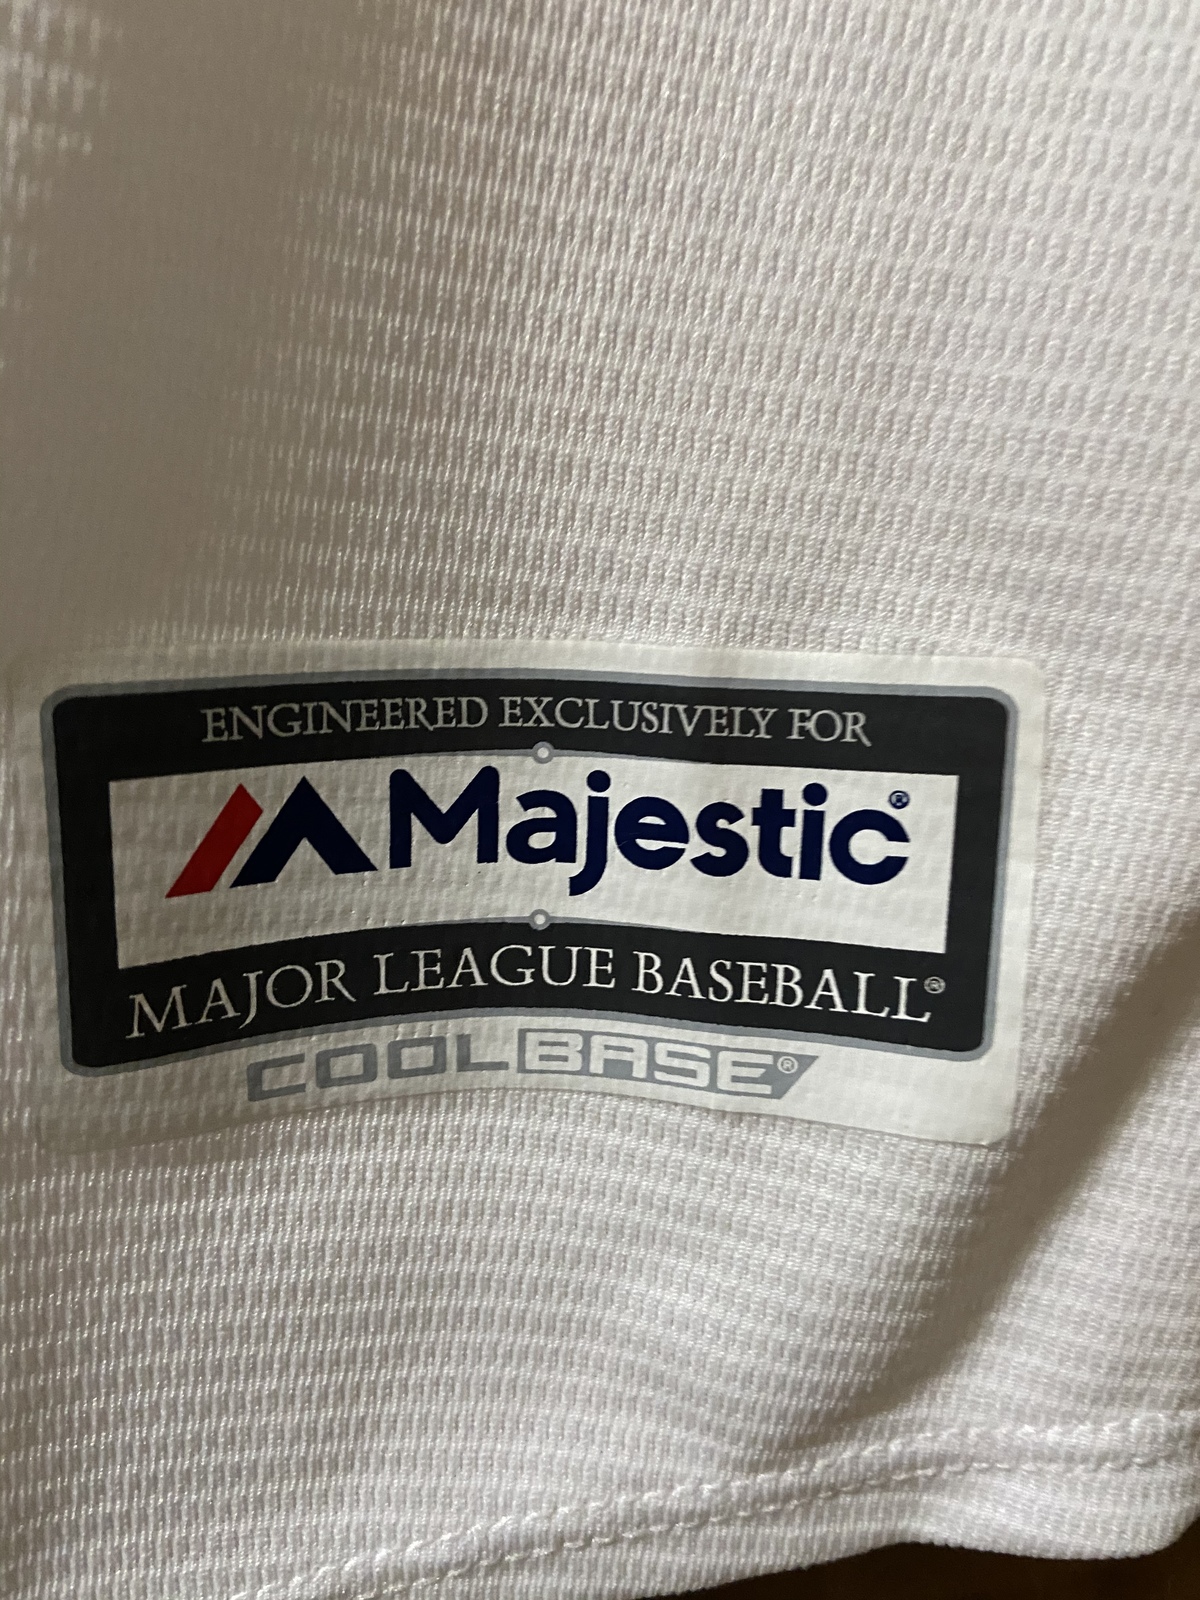 ENGINEERED EXCLUSIVELY FOR
Majestic®
MAJOR LEAGUE BASEBALL®
COOLBASE®